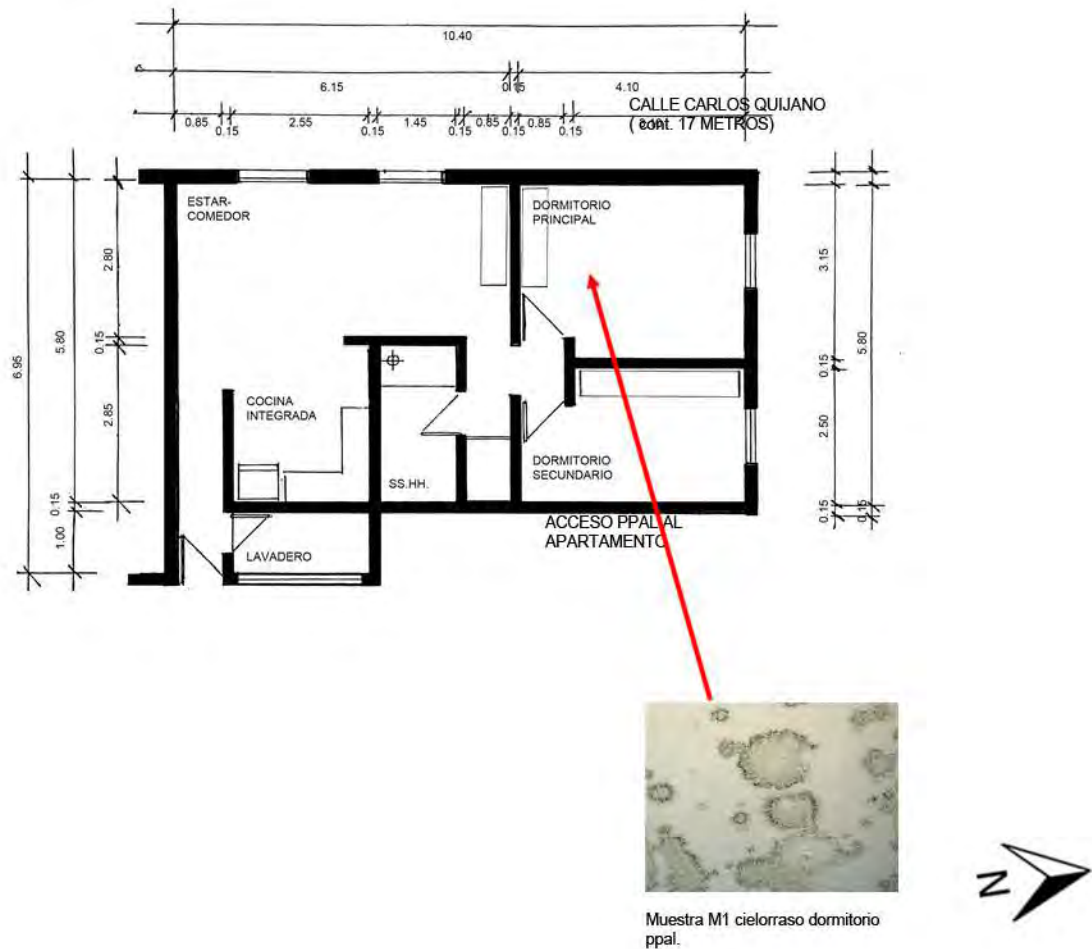 10.40
6.15
0.15
4.10
CALLE CARLOS QUIJANO
( cont. 17 METROS)
0.85
0.15
2.55
0.15
1.45
0.15
0.85
0.15
0.85
0.15
6.95
5.80
0.15
1.00
2.80
0.15
2.85
ESTAR-
COMEDOR
DORMITORIO
PRINCIPAL
COCINA
INTEGRADA
SS.HH.
DORMITORIO
SECUNDARIO
LAVADERO
ACCESO PPAL AL
APARTAMENTO
3.15
0.15
2.50
0.15
5.80
0.15
Muestra M1 cielorraso dormitorio
ppal.
N